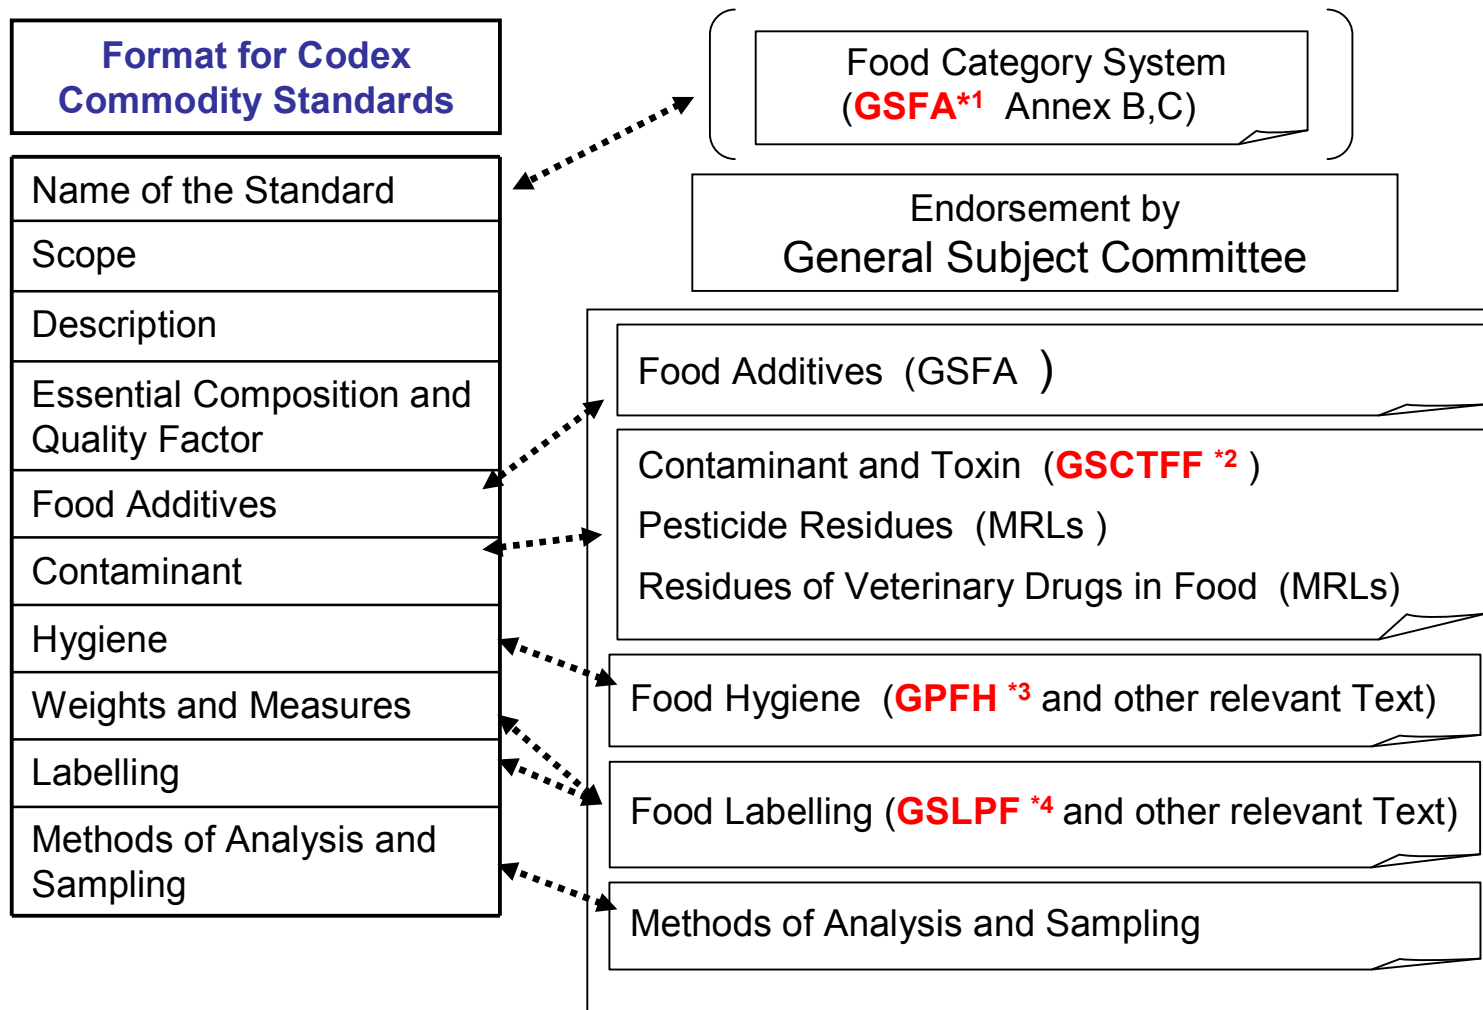 Format for Codex
Commodity Standards
Name of the Standard
Scope
Description
Essential Composition and
Quality Factor
Food Additives
Contaminant
Hygiene
Weights and Measures
Labelling
Methods of Analysis and
Sampling
Food Category System
(GSFA*1 Annex B,C)
Endorsement by
General Subject Committee
Food Additives (GSFA )
Contaminant and Toxin (GSCTFF *2 )
Pesticide Residues (MRLs )
Residues of Veterinary Drugs in Food (MRLs)
Food Hygiene (GPFH *3 and other relevant Text)
Food Labelling (GSLPF *4 and other relevant Text)
Methods of Analysis and Sampling